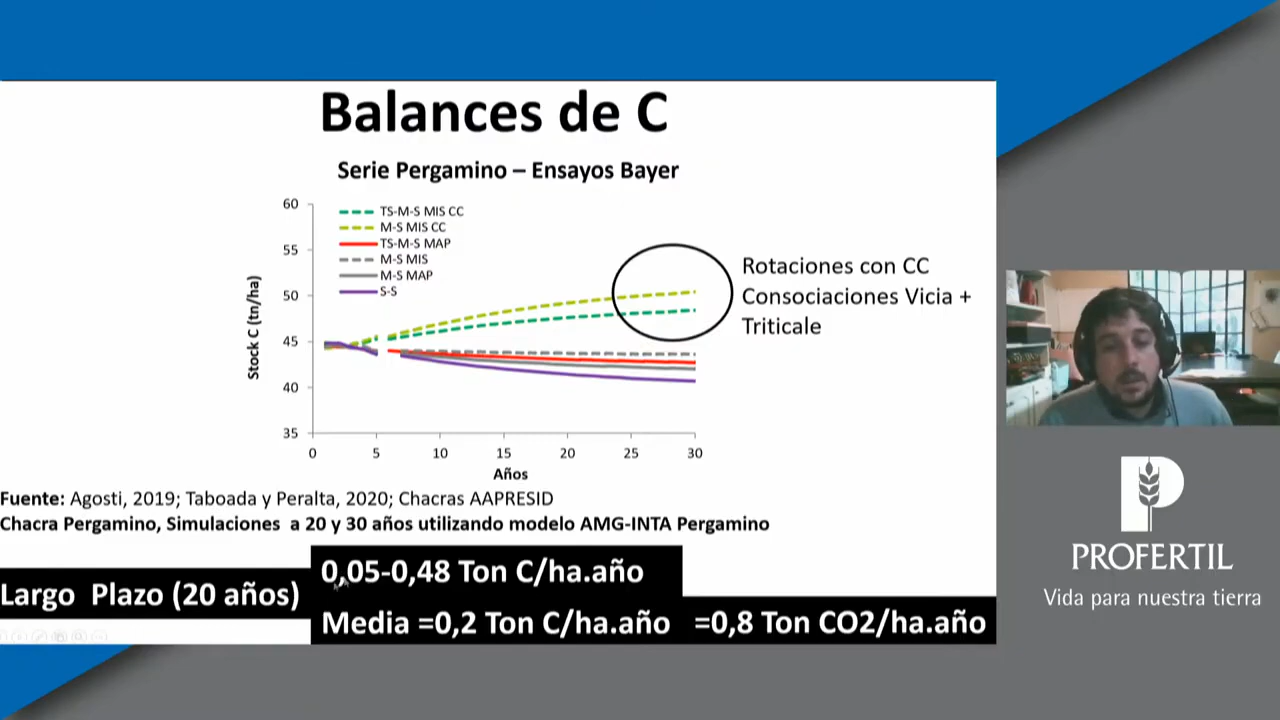 Balances de C
Serie Pergamino – Ensayos Bayer
60
55
50
45
40
35
Stock C (tn/ha)
TS-M-S MIS CC
M-S MIS CC
TS-M-S MAP
M-S MIS
M-S MAP
S-S
Rotaciones con CC
Consociaciones Vicia +
Triticale
0 5 10 15 20 25 30
Años
Fuente: Agosti, 2019; Taboada y Peralta, 2020; Chacras AAPRESID
Chacra Pergamino, Simulaciones a 20 y 30 años utilizando modelo AMG-INTA Pergamino
Largo Plazo (20 años)
0,05-0,48 Ton C/ha.año
Media =0,2 Ton C/ha.año =0,8 Ton CO2/ha.año
PROFERTIL
Vida para nuestra tierra